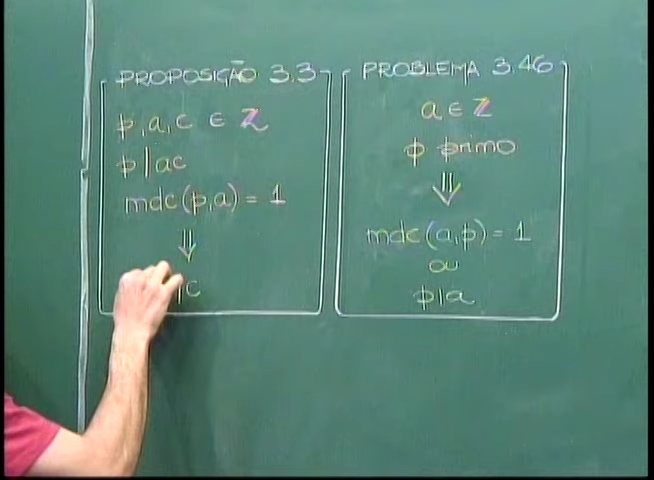 PROPOSIÇÃO 3.3
p, a, c ∈ Z
p | ac
mdc(p,a) = 1
⇓
|c
PROBLEMA 3.46
a ∈ Z
p primo
⇓
mdc(a,p) = 1
ou
p|a